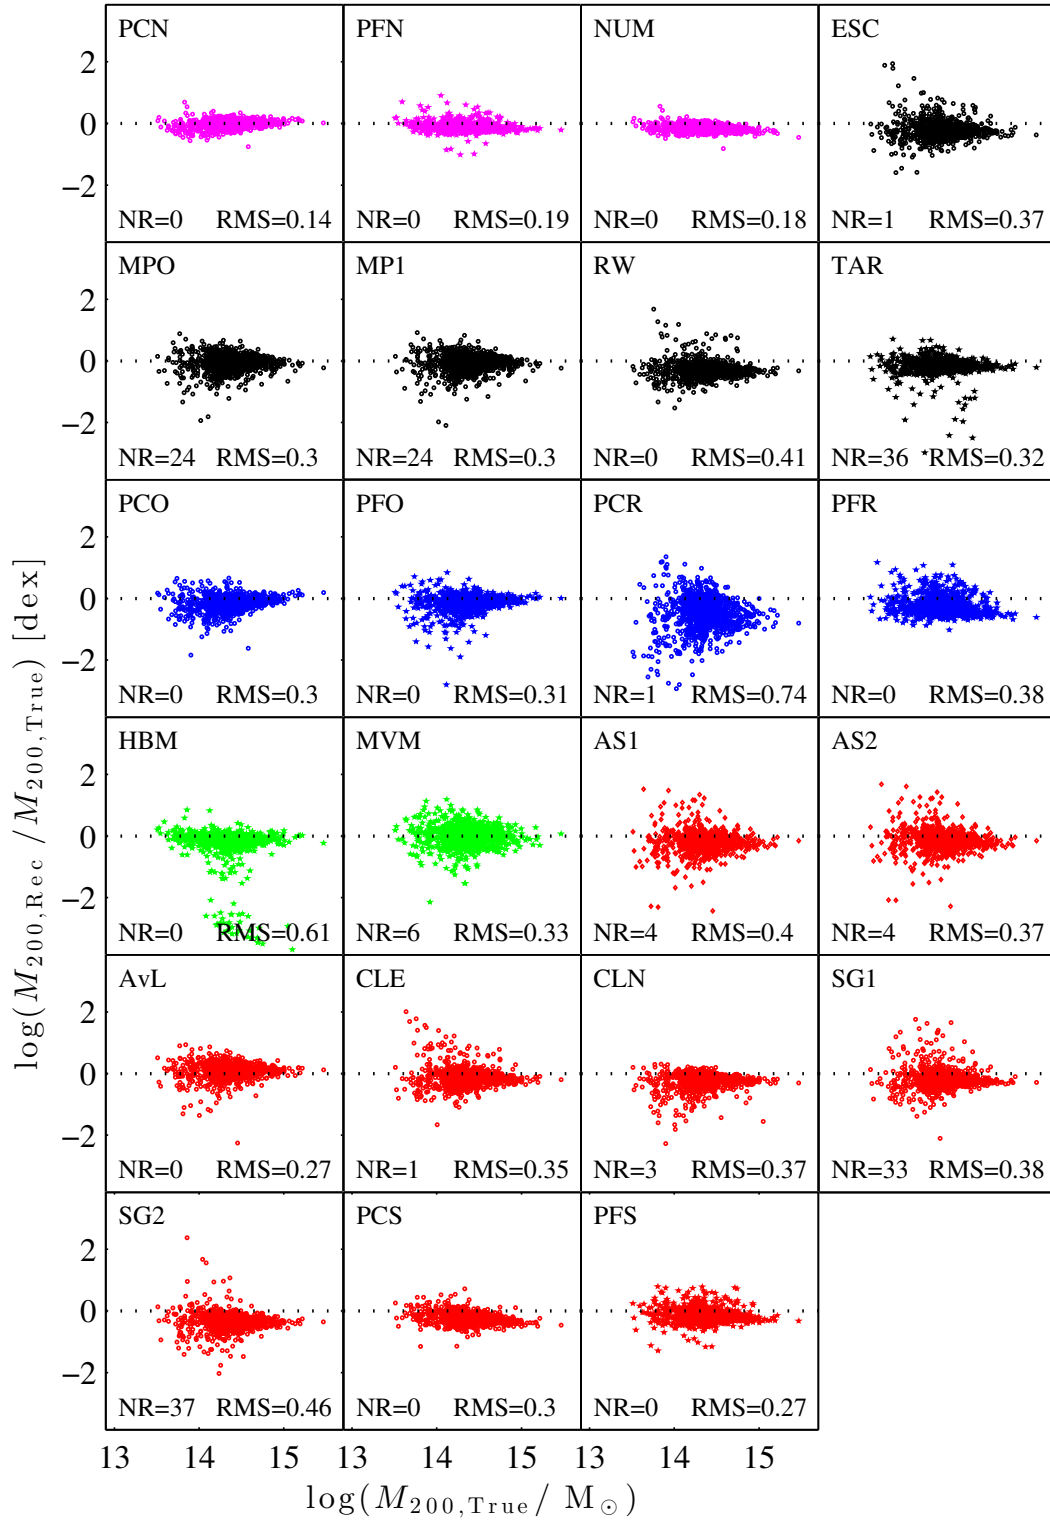 PCN PFN NUM ESC
2
0
−2
NR=0 RMS=0.14 NR=0 RMS=0.19 NR=0 RMS=0.18 NR=1 RMS=0.37
MPO MP1 RW TAR
2
0
−2
NR=24 RMS=0.3 NR=24 RMS=0.3 NR=0 RMS=0.41 NR=36 RMS=0.32
PCO PFO PCR PFR
2
0
−2
NR=0 RMS=0.3 NR=0 RMS=0.31 NR=1 RMS=0.74 NR=0 RMS=0.38
HBM MVM AS1 AS2
2
0
−2
NR=0 RMS=0.61 NR=6 RMS=0.33 NR=4 RMS=0.4 NR=4 RMS=0.37
AvL CLE CLN SG1
2
0
−2
NR=0 RMS=0.27 NR=1 RMS=0.35 NR=3 RMS=0.37 NR=33 RMS=0.38
SG2 PCS PFS
2
0
−2
NR=37 RMS=0.46 NR=0 RMS=0.3 NR=0 RMS=0.27
13 14 15 13 14 15 13 14 15 13
log(M200,True/ M⊙)
log(M200,Rec /M200,True) [dex]